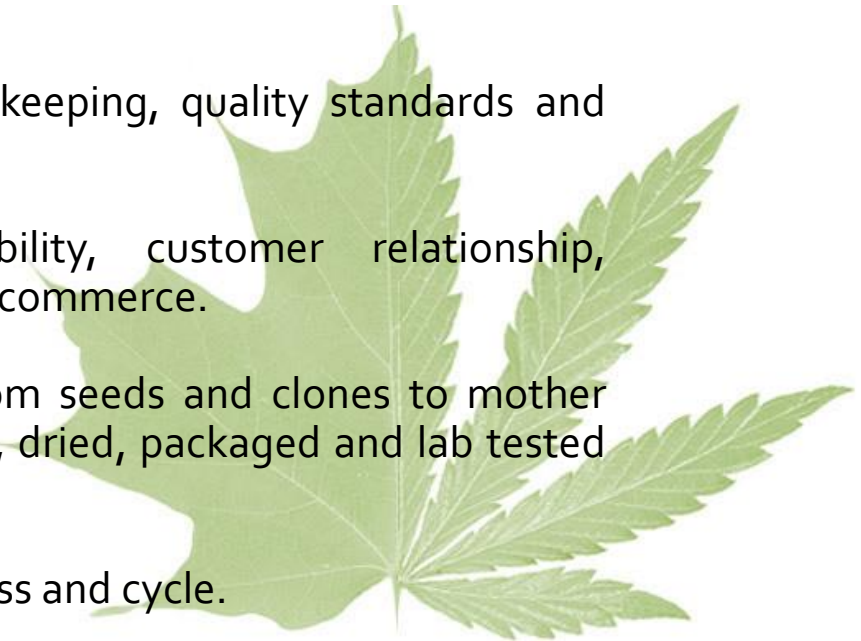 keeping, quality standards and
bility, customer relationship,
commerce.
om seeds and clones to mother
, dried, packaged and lab tested
ss and cycle.